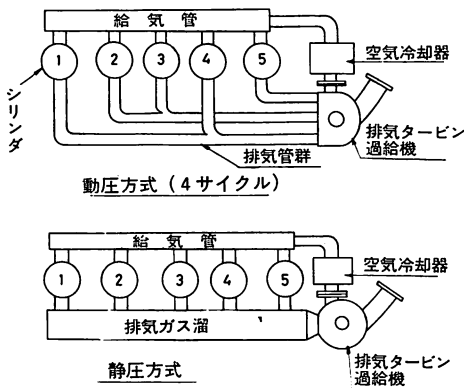 給気管
1 2 3 4 5
空気冷却器
シリンダ
排気タービン
過給機
排気管群
動圧方式(4サイクル)
給気管
1 2 3 4 5
空気冷却器
排気ガス溜
排気タービン
過給機
静圧方式